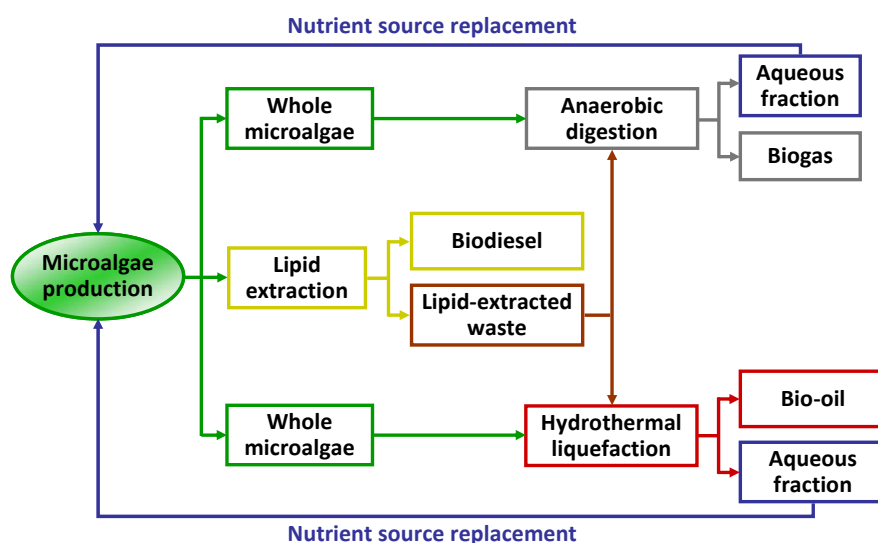 Nutrient source replacement
Whole
microalgae
Anaerobic
digestion
Aqueous
fraction
Biogas
Microalgae
production
Lipid
extraction
Biodiesel
Lipid-extracted
waste
Whole
microalgae
Hydrothermal
liquefaction
Bio-oil
Aqueous
fraction
Nutrient source replacement